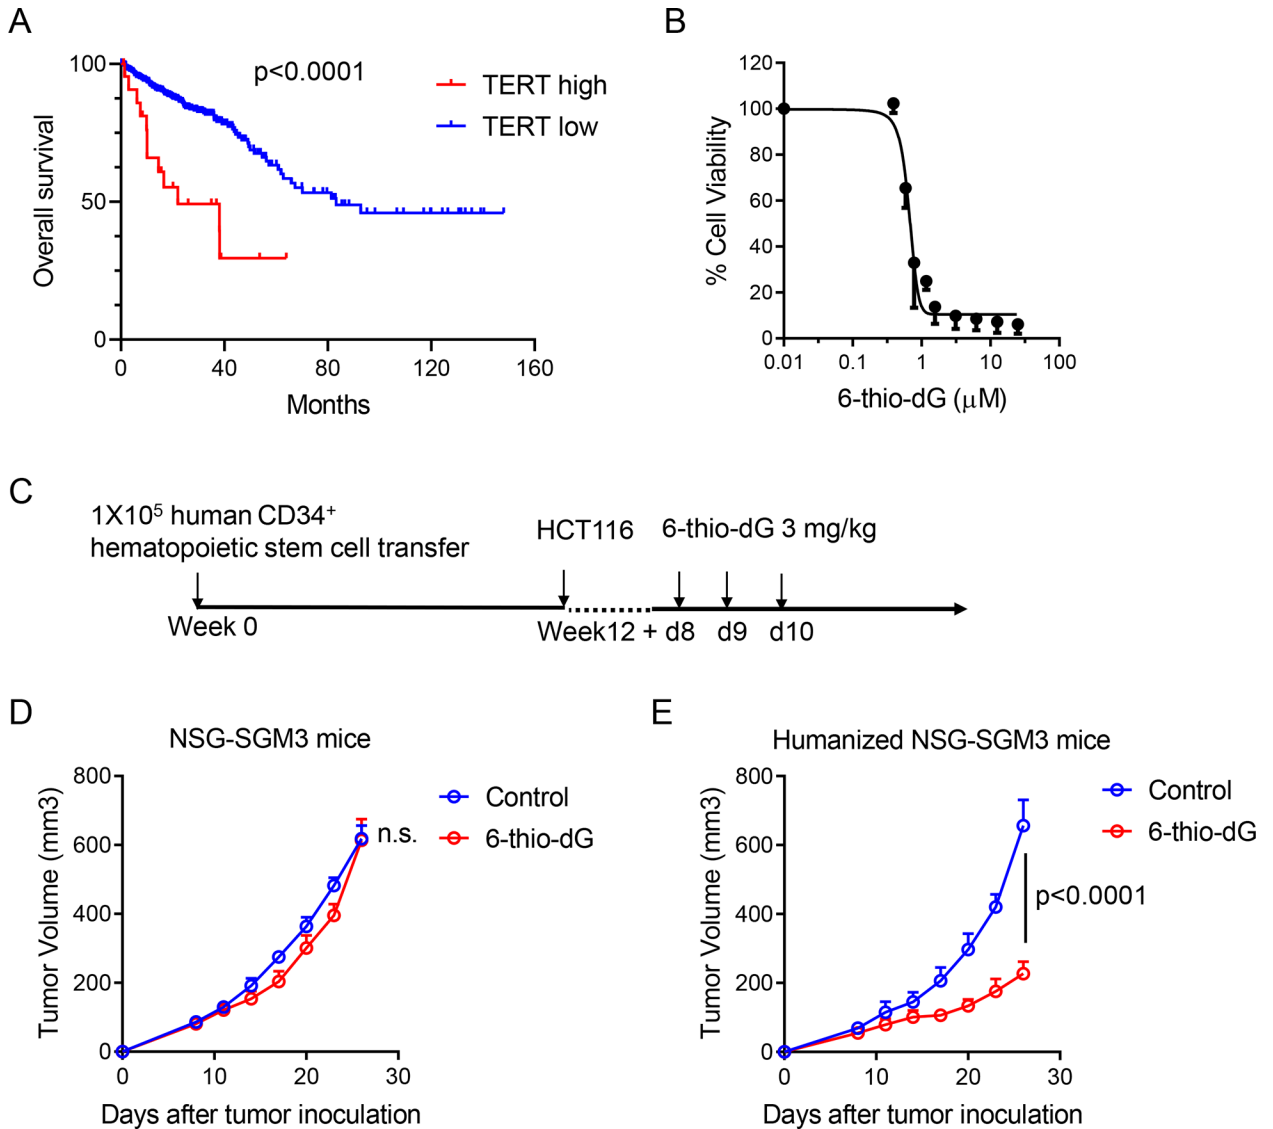 A
p<0.0001
TERT high
TERT low
100
50
0
Overall survival
0 40 80 120 160
Months
B
120
100
80
60
40
20
0
% Cell Viability
0.01 0.1 1 10 100
6-thio-dG (μM)
C
1X10⁵ human CD34⁺
hematopoietic stem cell transfer
HCT116
6-thio-dG 3 mg/kg
Week 0
Week12 + d8 d9 d10
D
NSG-SGM3 mice
Control
6-thio-dG
n.s.
800
600
400
200
0
Tumor Volume (mm3)
0 10 20 30
Days after tumor inoculation
E
Humanized NSG-SGM3 mice
Control
6-thio-dG
p<0.0001
800
600
400
200
0
Tumor Volume (mm3)
0 10 20 30
Days after tumor inoculation